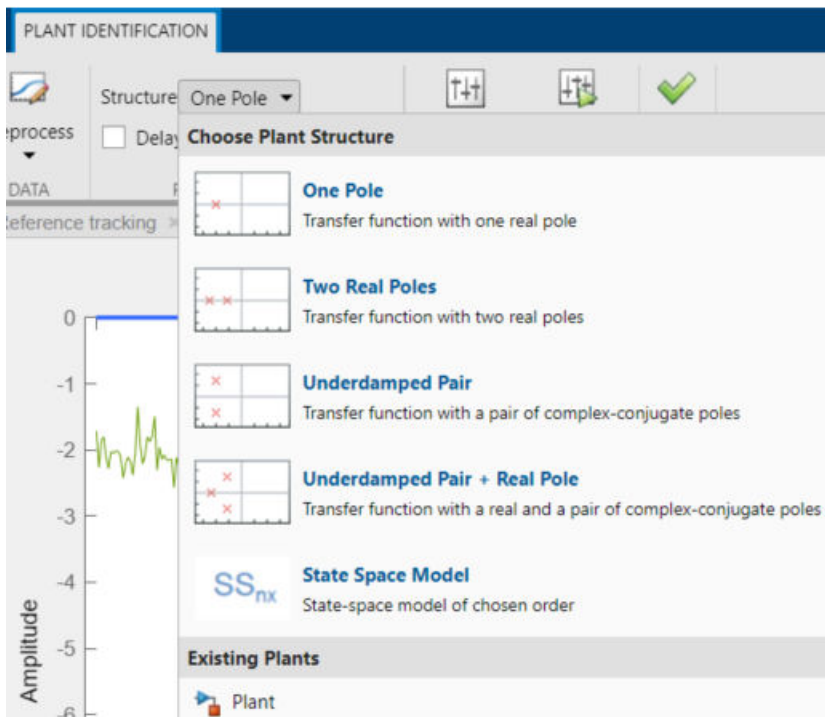 PLANT IDENTIFICATION
Structure One Pole
eprocess
Delay
DATA
Reference tracking
Choose Plant Structure
One Pole
Transfer function with one real pole
Two Real Poles
Transfer function with two real poles
Underdamped Pair
Transfer function with a pair of complex-conjugate poles
Underdamped Pair + Real Pole
Transfer function with a real and a pair of complex-conjugate poles
SSnx
State Space Model
State-space model of chosen order
Existing Plants
Plant
0
-1
-2
-3
-4
-5
-6
Amplitude